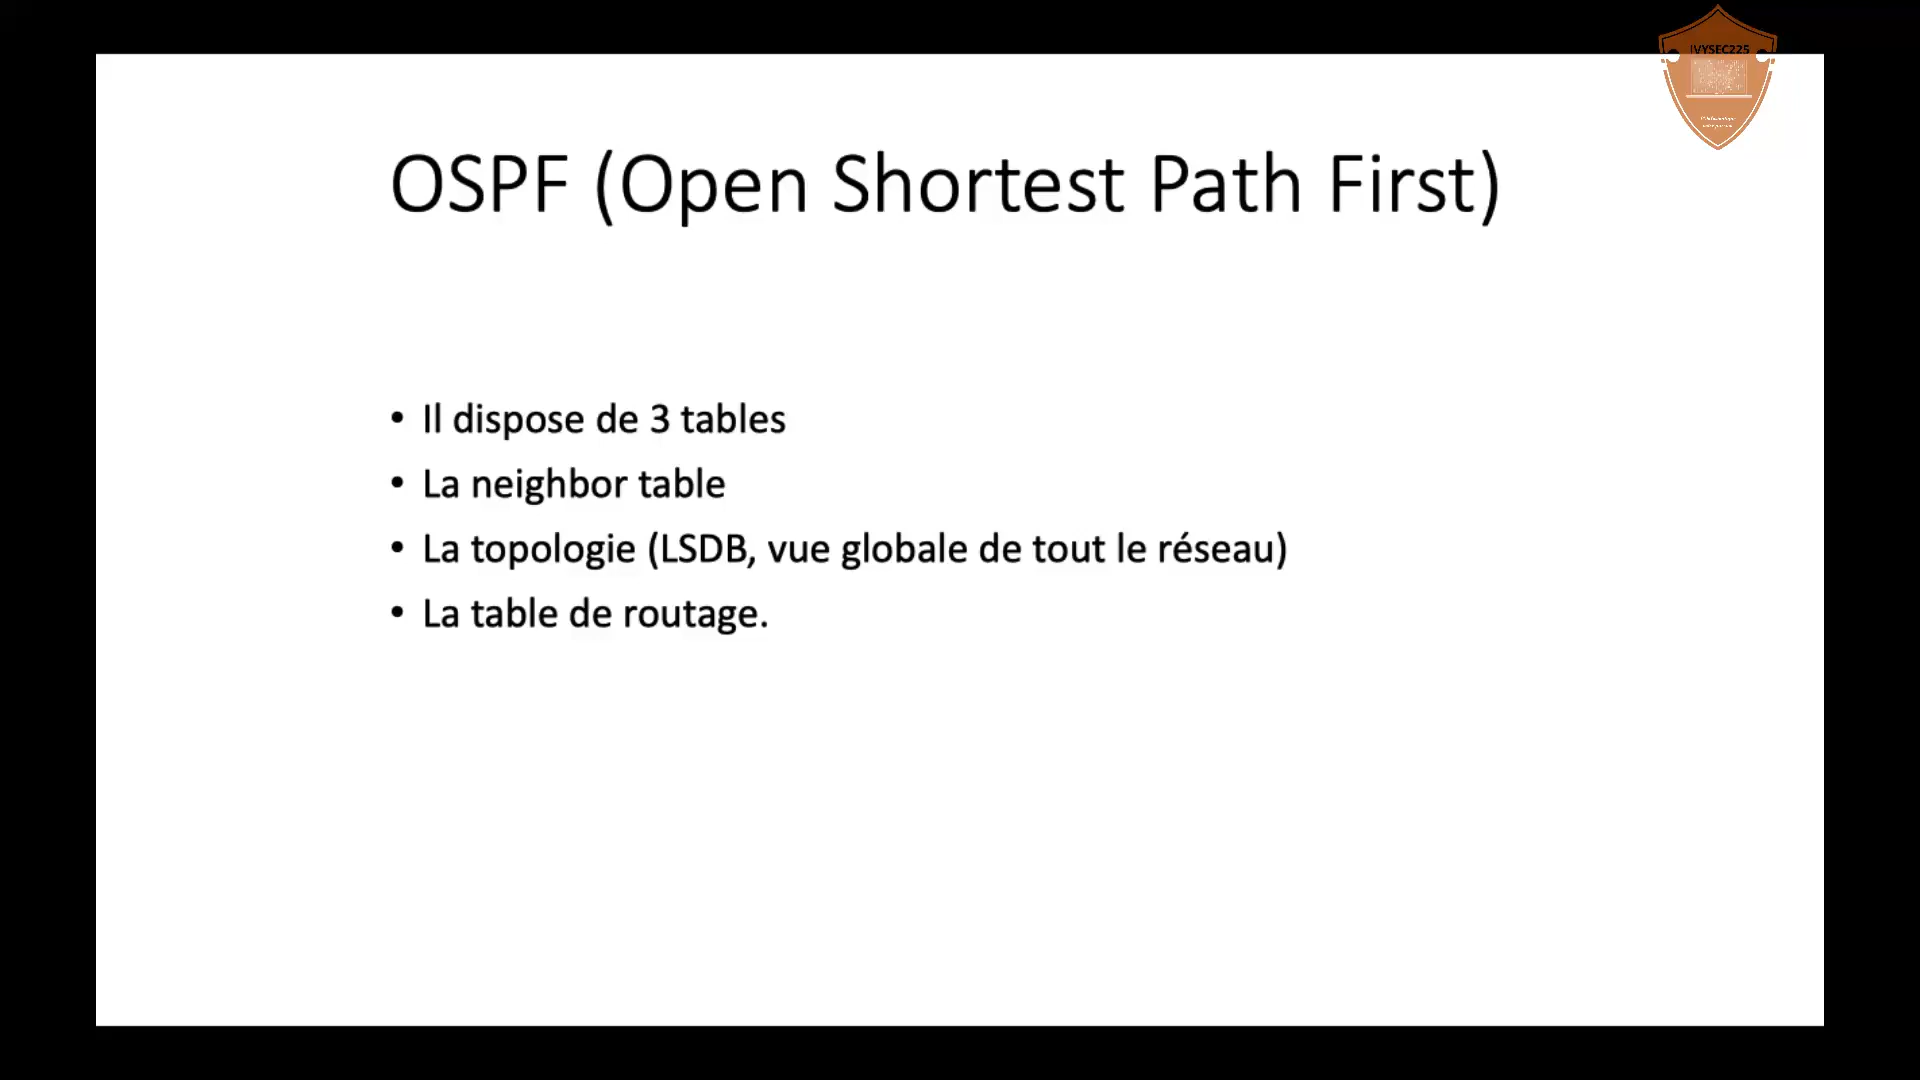 IVYSEC225
OSPF (Open Shortest Path First)
• Il dispose de 3 tables
• La neighbor table
• La topologie (LSDB, vue globale de tout le réseau)
• La table de routage.